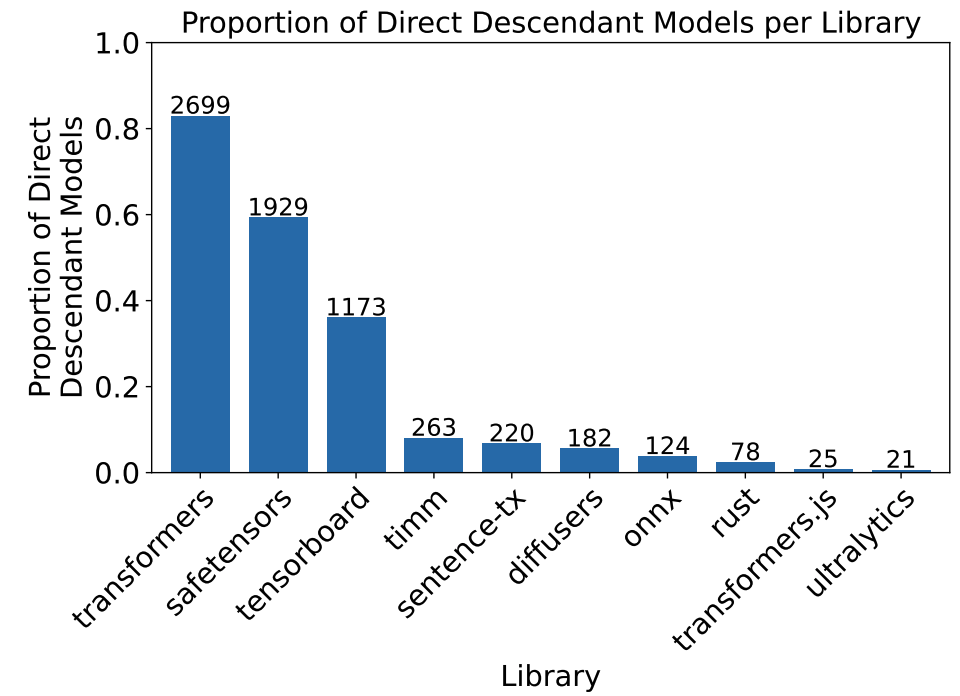 Proportion of Direct Descendant Models per Library
Proportion of Direct
Descendant Models
1.0
0.8
0.6
0.4
0.2
0.0
2699
1929
1173
263
220
182
124
78
25
21
transformers
safetensors
tensorboard
timm
sentence-tx
diffusers
onnx
rust
transformers.js
ultralytics
Library